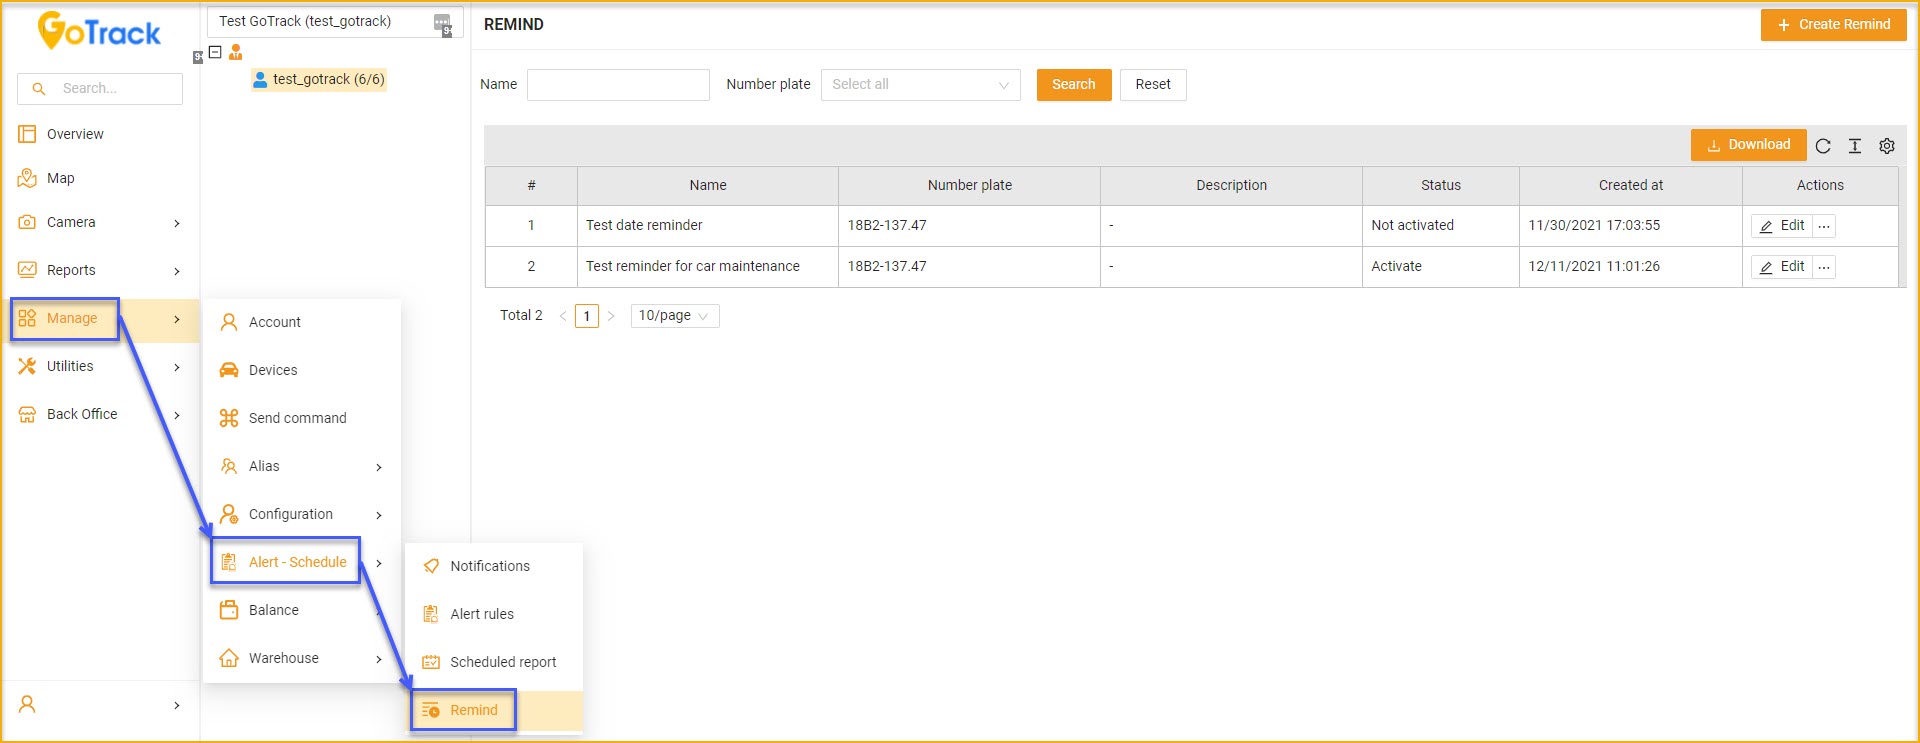 GoTrack
Search...
Overview
Map
Camera
Reports
Manage
Utilities
Back Office
Test GoTrack (test_gotrack)
test_gotrack (6/6)
Account
Devices
Send command
Alias
Configuration
Alert - Schedule
Balance
Warehouse
Notifications
Alert rules
Scheduled report
Remind
REMIND
+ Create Remind
Name Number plate Select all Search Reset
Download
# Name Number plate Description Status Created at Actions
1 Test date reminder 18B2-137.47 - Not activated 11/30/2021 17:03:55 Edit ...
2 Test reminder for car maintenance 18B2-137.47 - Activate 12/11/2021 11:01:26 Edit ...
Total 2 < 1 > 10/page